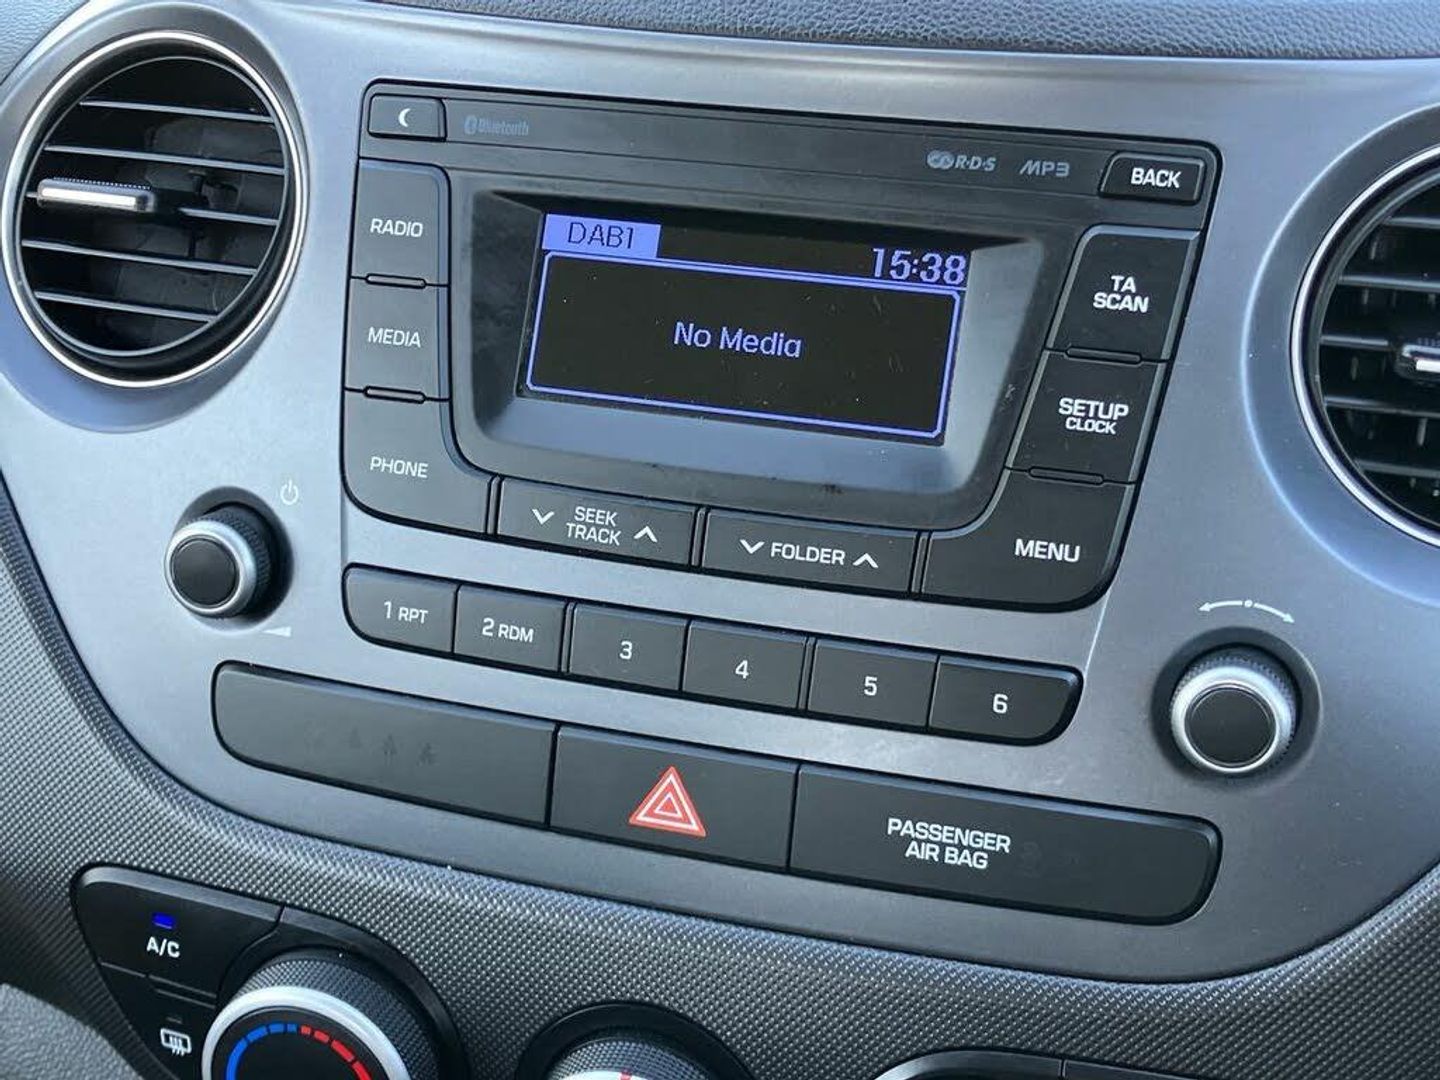 Bluetooth
R·D·S MP3
BACK
RADIO
DAB1
15:38
TA
SCAN
MEDIA
No Media
SETUP
CLOCK
PHONE
SEEK
TRACK
FOLDER
MENU
1 RPT
2 RDM
3
4
5
6
PASSENGER
AIR BAG
A/C